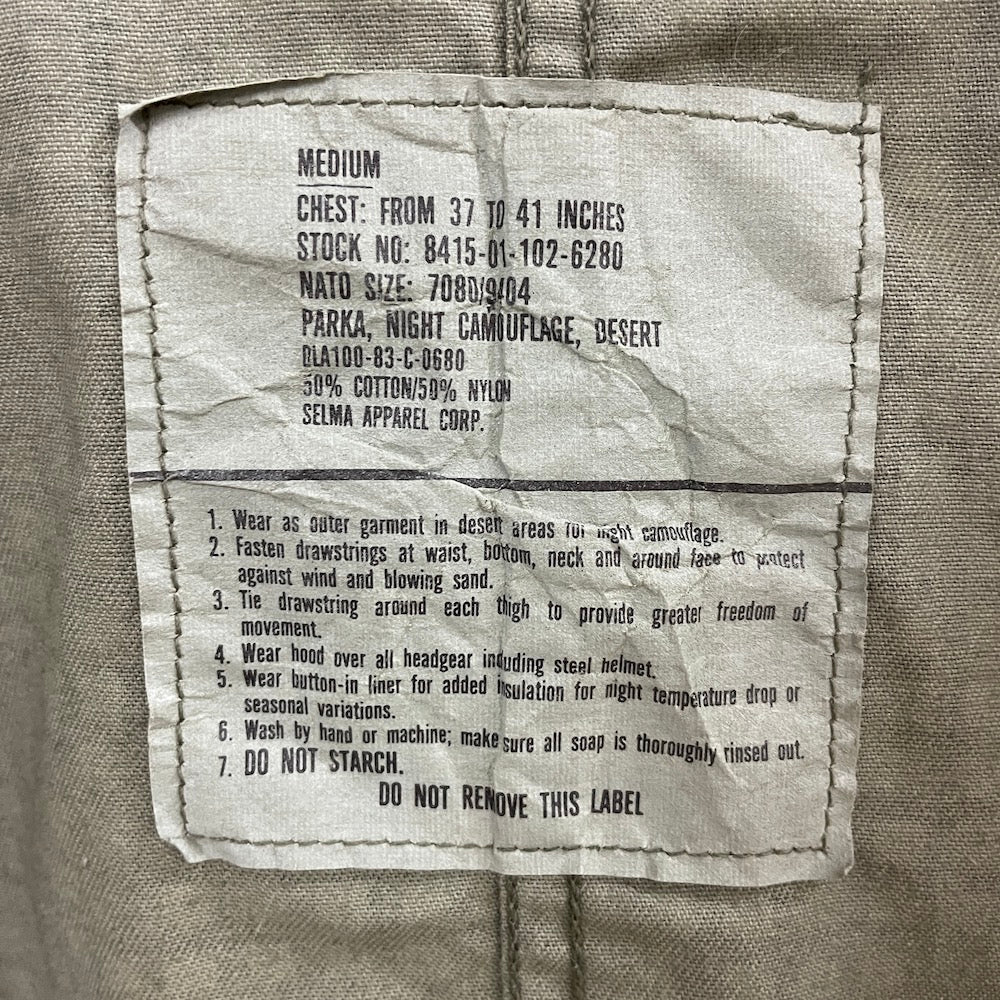 MEDIUM
CHEST: FROM 37 TO 41 INCHES
STOCK NO: 8415-01-102-6280
NATO SIZE: 7080/9404
PARKA, NIGHT CAMOUFLAGE, DESERT
DLA100-83-C-0680
50% COTTON/50% NYLON
SELMA APPAREL CORP.
1. Wear as outer garment in desert areas for night camouflage.
2. Fasten drawstrings at waist, bottom, neck and around face to protect
against wind and blowing sand.
3. Tie drawstring around each thigh to provide greater freedom of
movement.
4. Wear hood over all headgear including steel helmet.
5. Wear button-in liner for added insulation for night temperature drop or
seasonal variations.
6. Wash by hand or machine; make sure all soap is thoroughly rinsed out.
7. DO NOT STARCH.
DO NOT REMOVE THIS LABEL